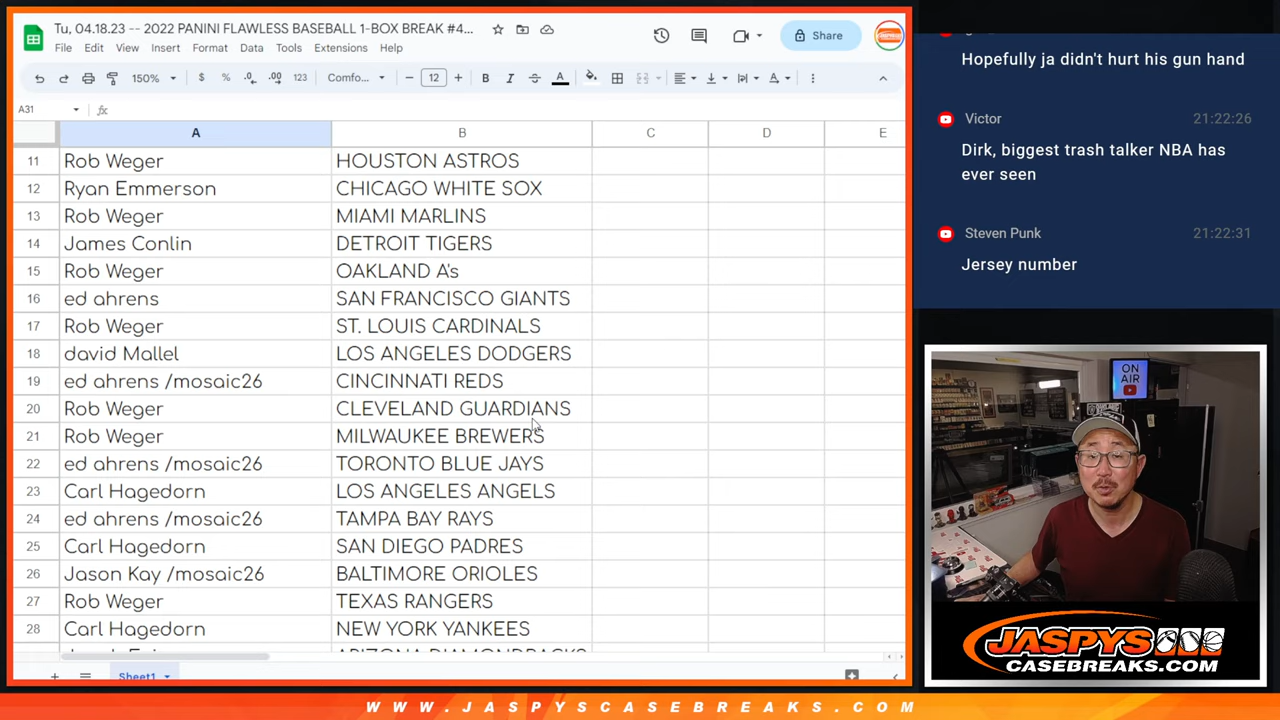 Tu, 04.18.23 -- 2022 PANINI FLAWLESS BASEBALL 1-BOX BREAK #4...
Share
File Edit View Insert Format Data Tools Extensions Help
150% $ % .0 .00 123 Comfo... 12 B I A
A31 fx
A B C D E
11 Rob Weger HOUSTON ASTROS
12 Ryan Emmerson CHICAGO WHITE SOX
13 Rob Weger MIAMI MARLINS
14 James Conlin DETROIT TIGERS
15 Rob Weger OAKLAND A's
16 ed ahrens SAN FRANCISCO GIANTS
17 Rob Weger ST. LOUIS CARDINALS
18 david Mallel LOS ANGELES DODGERS
19 ed ahrens /mosaic26 CINCINNATI REDS
20 Rob Weger CLEVELAND GUARDIANS
21 Rob Weger MILWAUKEE BREWERS
22 ed ahrens /mosaic26 TORONTO BLUE JAYS
23 Carl Hagedorn LOS ANGELES ANGELS
24 ed ahrens /mosaic26 TAMPA BAY RAYS
25 Carl Hagedorn SAN DIEGO PADRES
26 Jason Kay /mosaic26 BALTIMORE ORIOLES
27 Rob Weger TEXAS RANGERS
28 Carl Hagedorn NEW YORK YANKEES
ARIZONA DIAMONDBACKS
Sheet1
Hopefully ja didn't hurt his gun hand
Victor 21:22:26
Dirk, biggest trash talker NBA has
ever seen
Steven Punk 21:22:31
Jersey number
ON
AIR
JASPYS
CASEBREAKS.COM
WWW.JASPYSCASEBREAKS.COM